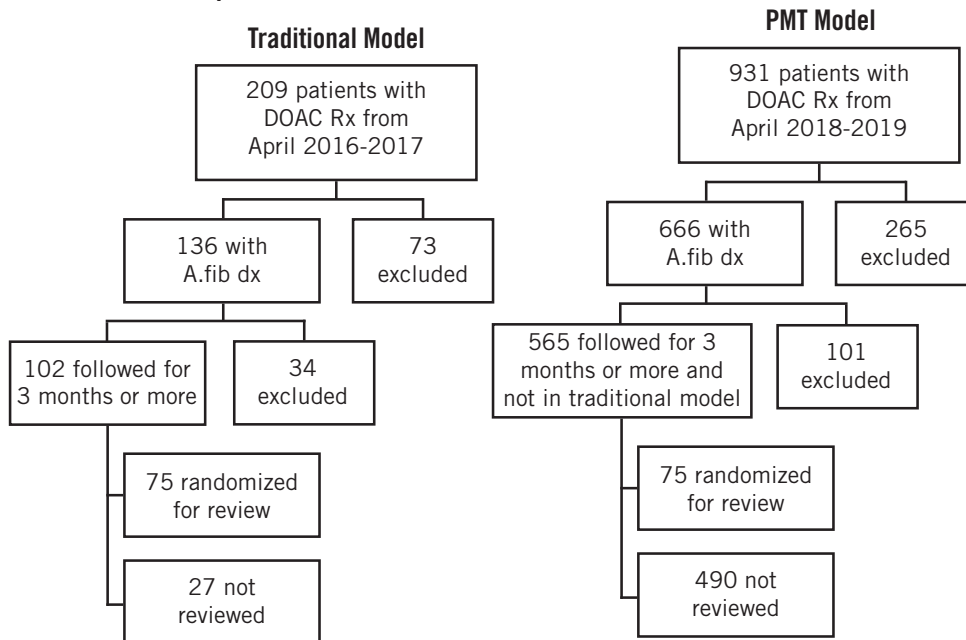 Traditional Model
209 patients with
DOAC Rx from
April 2016-2017
136 with
A.fib dx
73
excluded
102 followed for
3 months or more
34
excluded
75 randomized
for review
27 not
reviewed
PMT Model
931 patients with
DOAC Rx from
April 2018-2019
666 with
A.fib dx
265
excluded
565 followed for 3
months or more and
not in traditional model
101
excluded
75 randomized
for review
490 not
reviewed